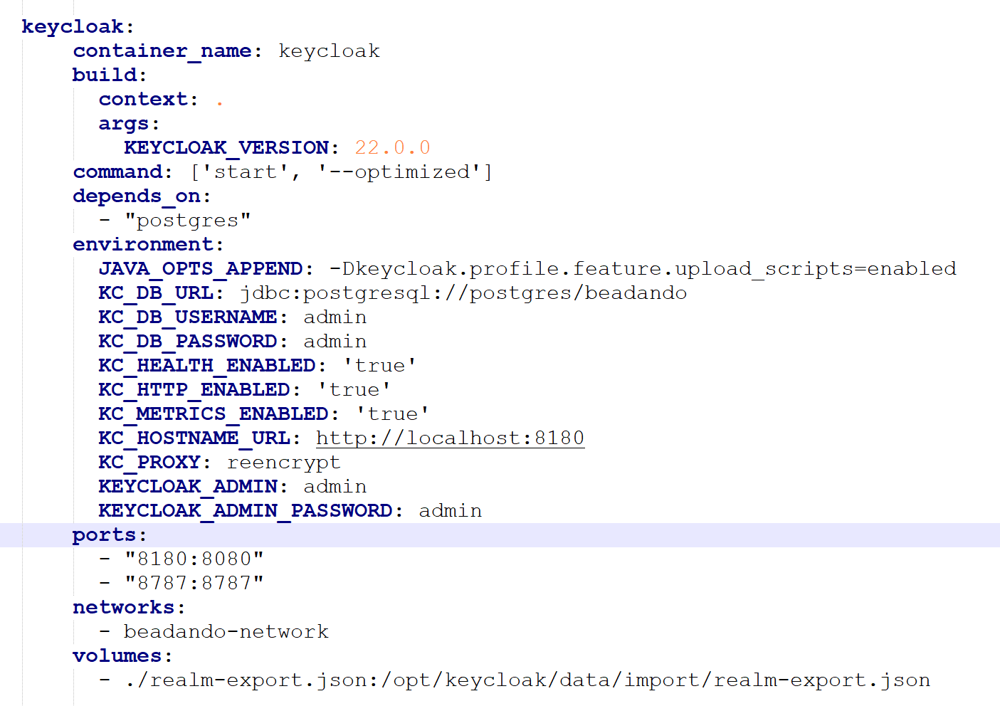 keycloak:
container_name: keycloak
build:
context: .
args:
KEYCLOAK_VERSION: 22.0.0
command: ['start', '--optimized']
depends_on:
- "postgres"
environment:
JAVA_OPTS_APPEND: -Dkeycloak.profile.feature.upload_scripts=enabled
KC_DB_URL: jdbc:postgresql://postgres/beadando
KC_DB_USERNAME: admin
KC_DB_PASSWORD: admin
KC_HEALTH_ENABLED: 'true'
KC_HTTP_ENABLED: 'true'
KC_METRICS_ENABLED: 'true'
KC_HOSTNAME_URL: http://localhost:8180
KC_PROXY: reencrypt
KEYCLOAK_ADMIN: admin
KEYCLOAK_ADMIN_PASSWORD: admin
ports:
- "8180:8080"
- "8787:8787"
networks:
- beadando-network
volumes:
- ./realm-export.json:/opt/keycloak/data/import/realm-export.json